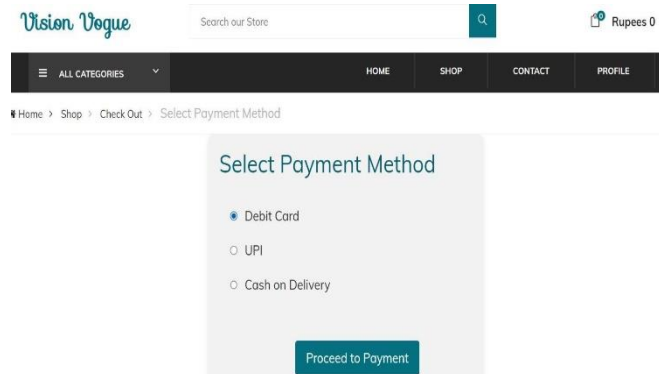 Vision Vogue Search our Store 0 Rupees 0
ALL CATEGORIES HOME SHOP CONTACT PROFILE
Home > Shop > Check Out > Select Payment Method
Select Payment Method
Debit Card
UPI
Cash on Delivery
Proceed to Payment